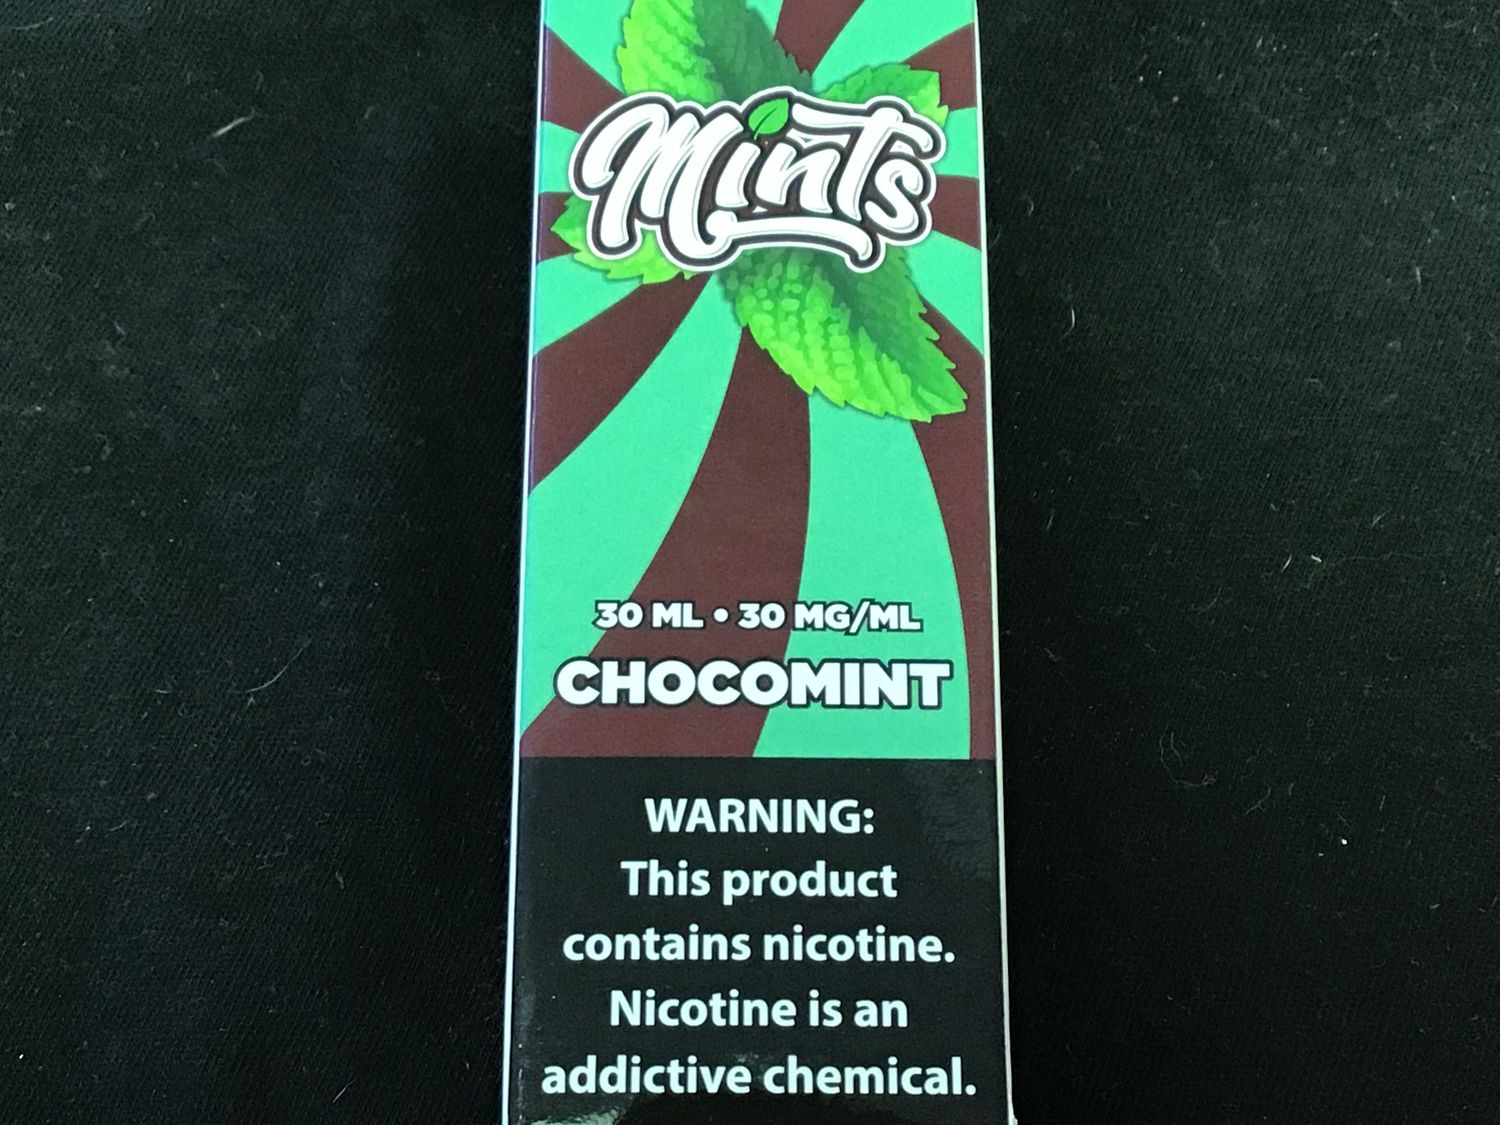 Mints
30 ML • 30 MG/ML
CHOCOMINT
WARNING:
This product
contains nicotine.
Nicotine is an
addictive chemical.